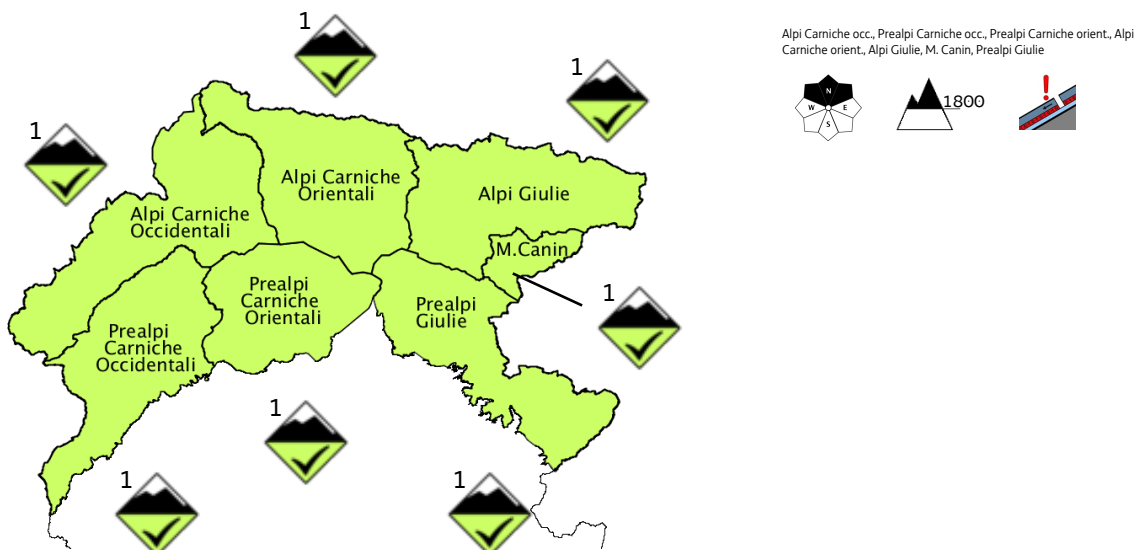 1
Alpi Carniche occ., Prealpi Carniche occ., Prealpi Carniche orient., Alpi
Carniche orient., Alpi Giulie, M. Canin, Prealpi Giulie
1
N
W
E
S
1800
1
Alpi Carniche
Orientali
Alpi Giulie
Alpi Carniche
Occidentali
M.Canin
Prealpi
Carniche
Orientali
1
Prealpi
Giulie
Prealpi
Carniche
Occidentali
1
1
1